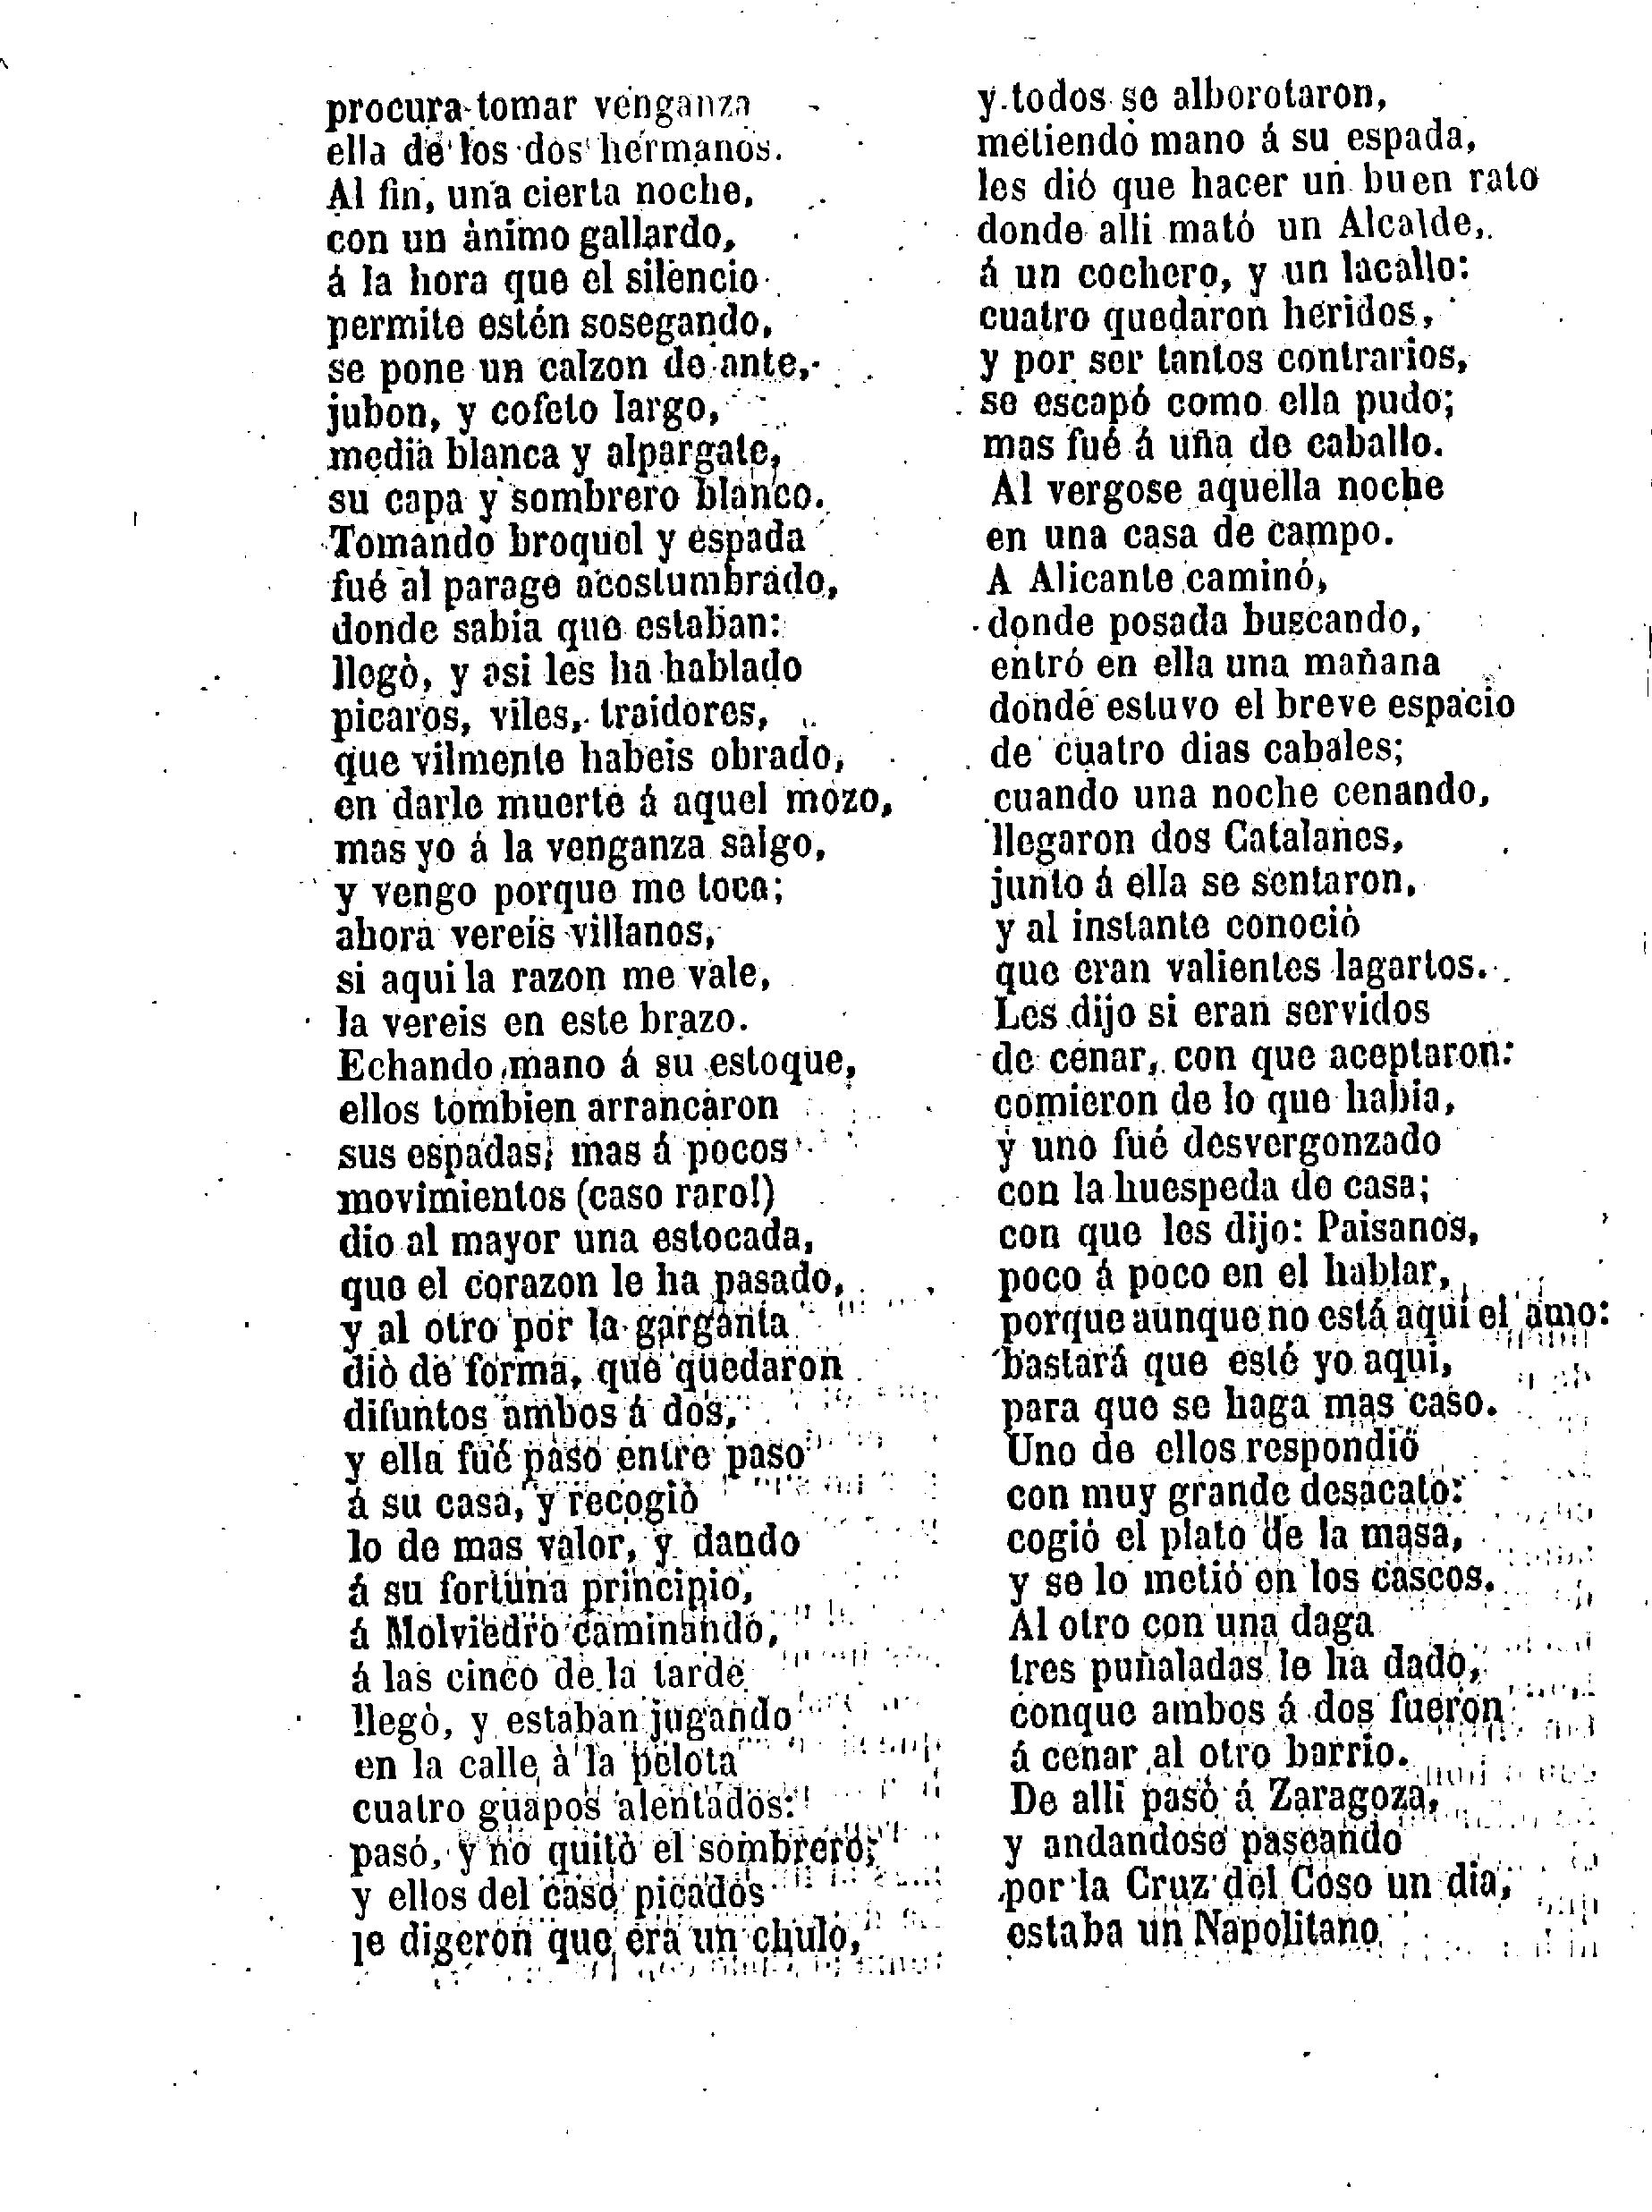 procura tomar venganza
ella de los dos hermanos.
Al fin, una cierta noche,
con un ànimo gallardo,
á la hora que el silencio
permite estén sosegando,
se pone un calzon de ante,
jubon, y coleto largo,
media blanca y alpargate,
su capa y sombrero blanco.
Tomando broquel y espada
fué al parage acostumbrado,
donde sabia que estaban:
llegò, y asi les ha hablado
picaros, viles, traidores,
que vilmente habeis obrado,
en darle muerte á aquel mozo,
mas yo á la venganza salgo,
y vengo porque me toca;
ahora vereis villanos,
si aqui la razon me vale,
la vereis en este brazo.
Echando mano á su estoque,
ellos tombien arrancaron
sus espadas; mas á pocos
movimientos (caso raro!)
dio al mayor una estocada,
que el corazon le ha pasado,
y al otro por la garganta
diò de forma, que quedaron
difuntos ambos á dos,
y ella fué paso entre paso
á su casa, y recogiò
lo de mas valor, y dando
á su fortuna principio,
á Molviedro caminando,
á las cinco de la tarde
llegò, y estaban jugando
en la calle à la pelota
cuatro guapos alentados:
pasó, y no quitò el sombrero;
y ellos del caso picados
le digeron que era un chulo,
y todos se alborotaron,
metiendo mano á su espada,
les dió que hacer un buen rato
donde alli mató un Alcalde,
á un cochero, y un lacallo:
cuatro quedaron heridos,
y por ser tantos contrarios,
se escapó como ella pudo;
mas fué á uña de caballo.
Al vergose aquella noche
en una casa de campo.
A Alicante caminó,
donde posada buscando,
entró en ella una mañana
donde estuvo el breve espacio
de cuatro dias cabales;
cuando una noche cenando,
llegaron dos Catalanes,
junto á ella se sentaron,
y al instante conoció
que eran valientes lagartos.
Les dijo si eran servidos
de cenar, con que aceptaron:
comieron de lo que habia,
y uno fué desvergonzado
con la huespeda de casa;
con que les dijo: Paisanos,
poco á poco en el hablar,
porque aunque no está aqui el amo:
bastará que esté yo aqui,
para que se haga mas caso.
Uno de ellos respondió
con muy grande desacato:
cogió el plato de la masa,
y se lo metió en los cascos.
Al otro con una daga
tres puñaladas le ha dado,
conque ambos á dos fueron
á cenar al otro barrio.
De alli pasó á Zaragoza,
y andandose paseando
por la Cruz del Coso un dia,
estaba un Napolitano